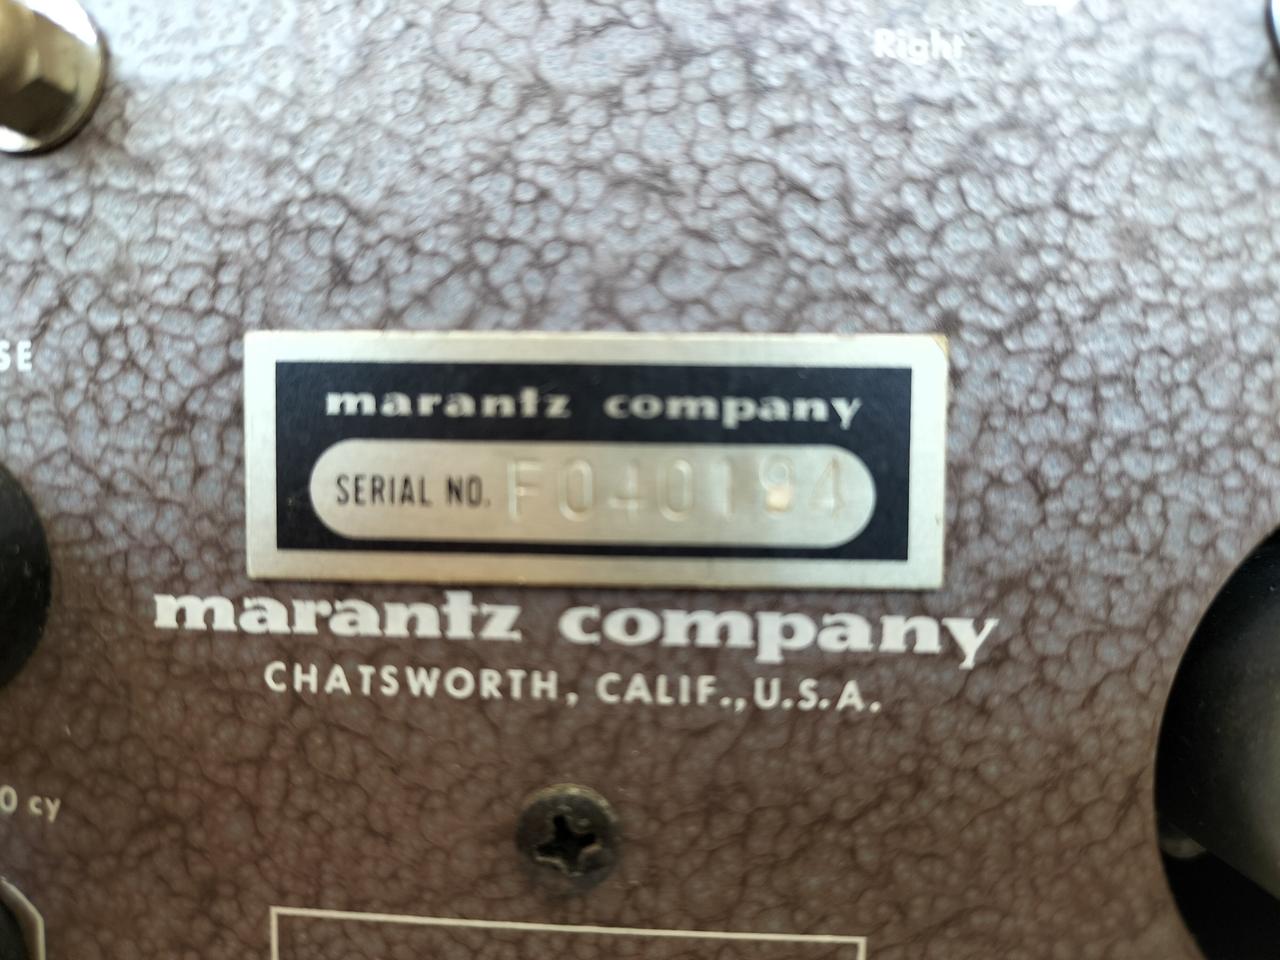 Right
SE
marantz company
SERIAL NO. F040194
marantz company
CHATSWORTH, CALIF., U.S.A.
0 cy